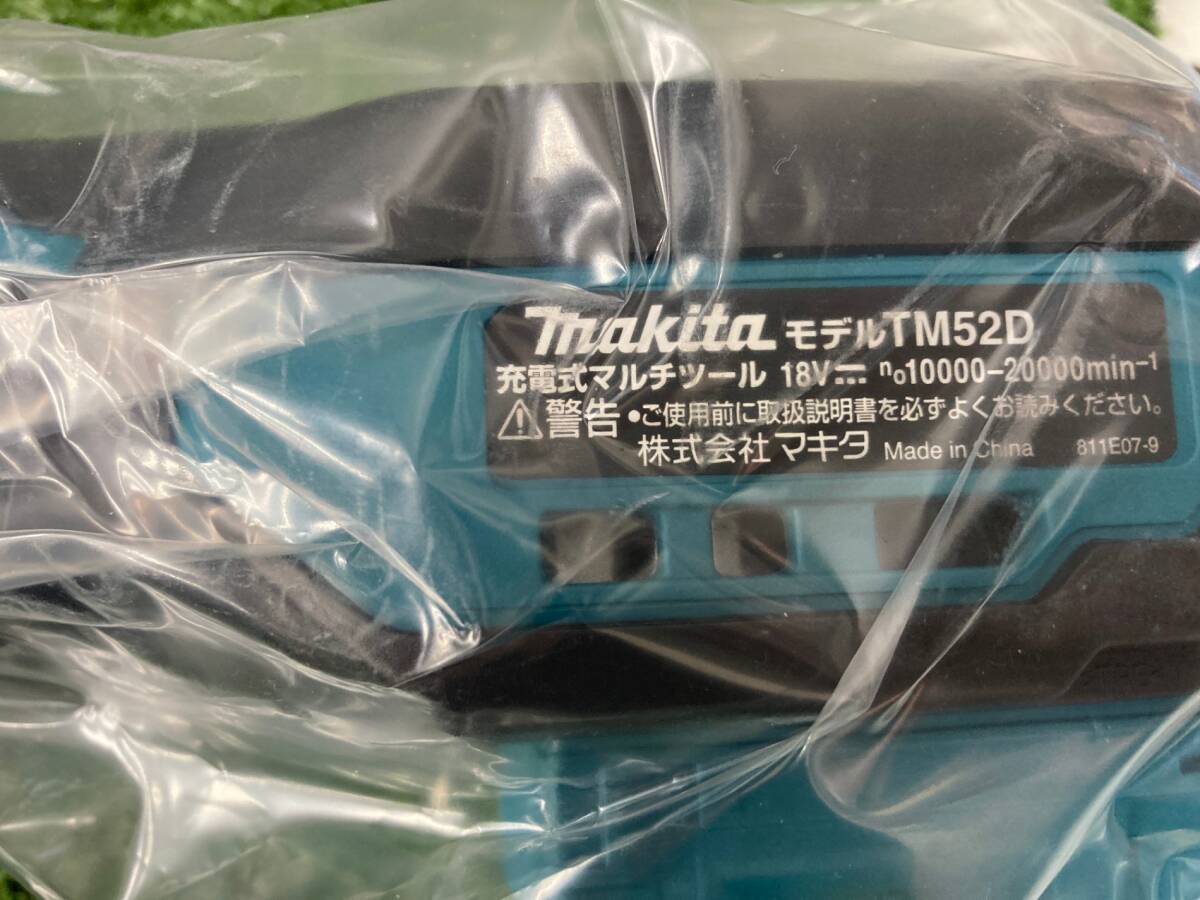 makita モデルTM52D
充電式マルチツール 18V⎓ n₀10000-20000min⁻¹
⚠警告 •ご使用前に取扱説明書を必ずよくお読みください。
株式会社マキタ Made in China 811E07-9